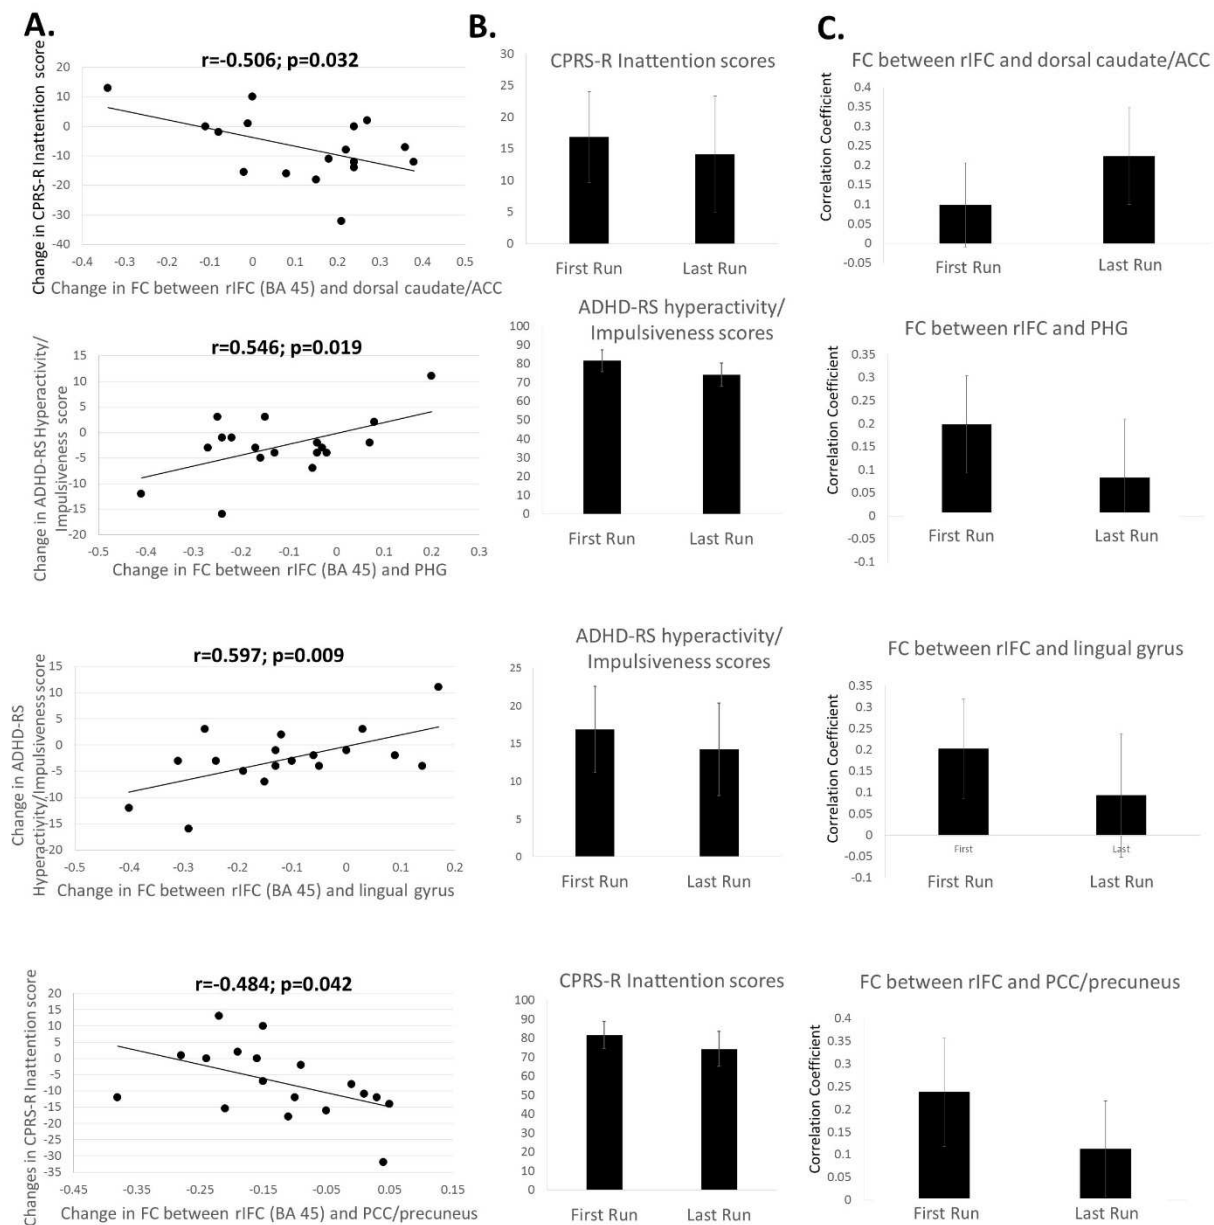 A.
r=-0.506; p=0.032
Change in CPRS-R Inattention score
20
10
0
-10
-20
-30
-40
-0.4 -0.3 -0.2 -0.1 0 0.1 0.2 0.3 0.4 0.5
Change in FC between rIFC (BA 45) and dorsal caudate/ACC
B.
CPRS-R Inattention scores
30
25
20
15
10
5
0
First Run Last Run
C.
FC between rIFC and dorsal caudate/ACC
Correlation Coefficient
0.4
0.35
0.3
0.25
0.2
0.15
0.1
0.05
0
-0.05
First Run Last Run
r=0.546; p=0.019
Change in ADHD-RS Hyperactivity/
Impulsiveness score
15
10
5
0
-5
-10
-15
-20
-0.5 -0.4 -0.3 -0.2 -0.1 0 0.1 0.2 0.3
Change in FC between rIFC (BA 45) and PHG
ADHD-RS hyperactivity/
Impulsiveness scores
100
90
80
70
60
50
40
30
20
10
0
First Run Last Run
FC between rIFC and PHG
Correlation Coefficient
0.35
0.3
0.25
0.2
0.15
0.1
0.05
0
-0.05
-0.1
First Run Last Run
r=0.597; p=0.009
Change in ADHD-RS
Hyperactivity/Impulsiveness score
15
10
5
0
-5
-10
-15
-20
-0.5 -0.4 -0.3 -0.2 -0.1 0 0.1 0.2
Change in FC between rIFC (BA 45) and lingual gyrus
ADHD-RS hyperactivity/
Impulsiveness scores
25
20
15
10
5
0
First Run Last Run
FC between rIFC and lingual gyrus
Correlation Coefficient
0.35
0.3
0.25
0.2
0.15
0.1
0.05
0
-0.05
-0.1
First Last
First Run Last Run
r=-0.484; p=0.042
Changes in CPRS-R Inattention score
20
15
10
5
0
-5
-10
-15
-20
-25
-30
-35
-0.45 -0.35 -0.25 -0.15 -0.05 0.05 0.15
Change in FC between rIFC (BA 45) and PCC/precuneus
CPRS-R Inattention scores
100
90
80
70
60
50
40
30
20
10
0
First Run Last Run
FC between rIFC and PCC/precuneus
Correlation Coefficient
0.4
0.35
0.3
0.25
0.2
0.15
0.1
0.05
0
First Run Last Run